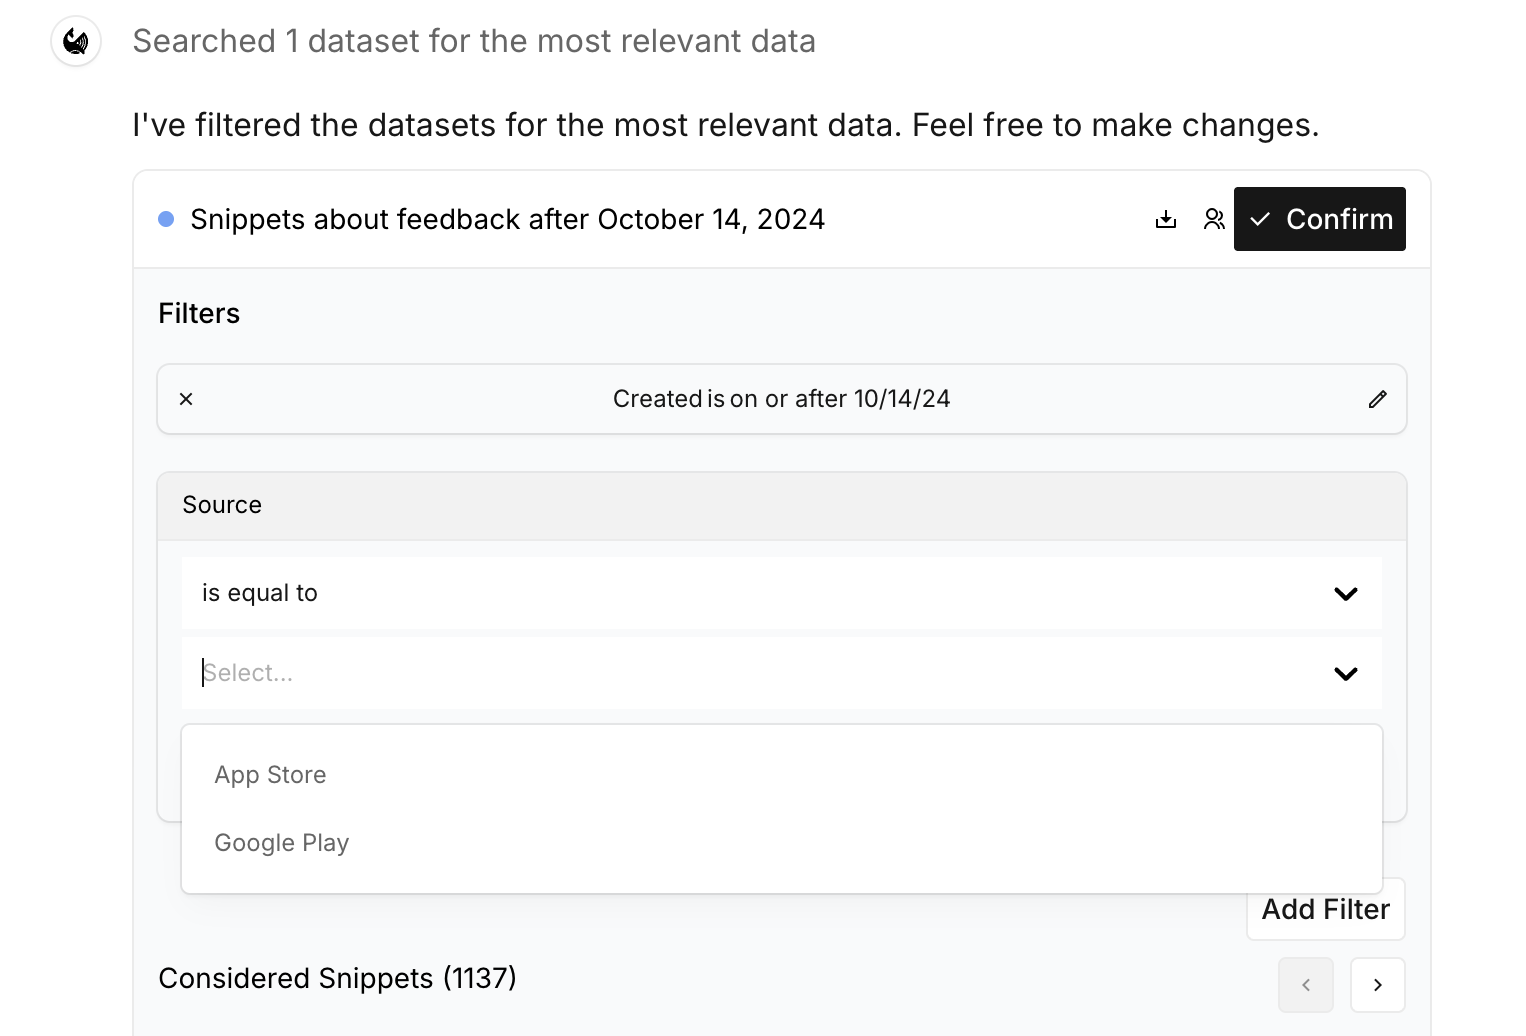 Searched 1 dataset for the most relevant data
I've filtered the datasets for the most relevant data. Feel free to make changes.
Snippets about feedback after October 14, 2024
Confirm
Filters
Created is on or after 10/14/24
Source
is equal to
Select...
App Store
Google Play
Add Filter
Considered Snippets (1137)